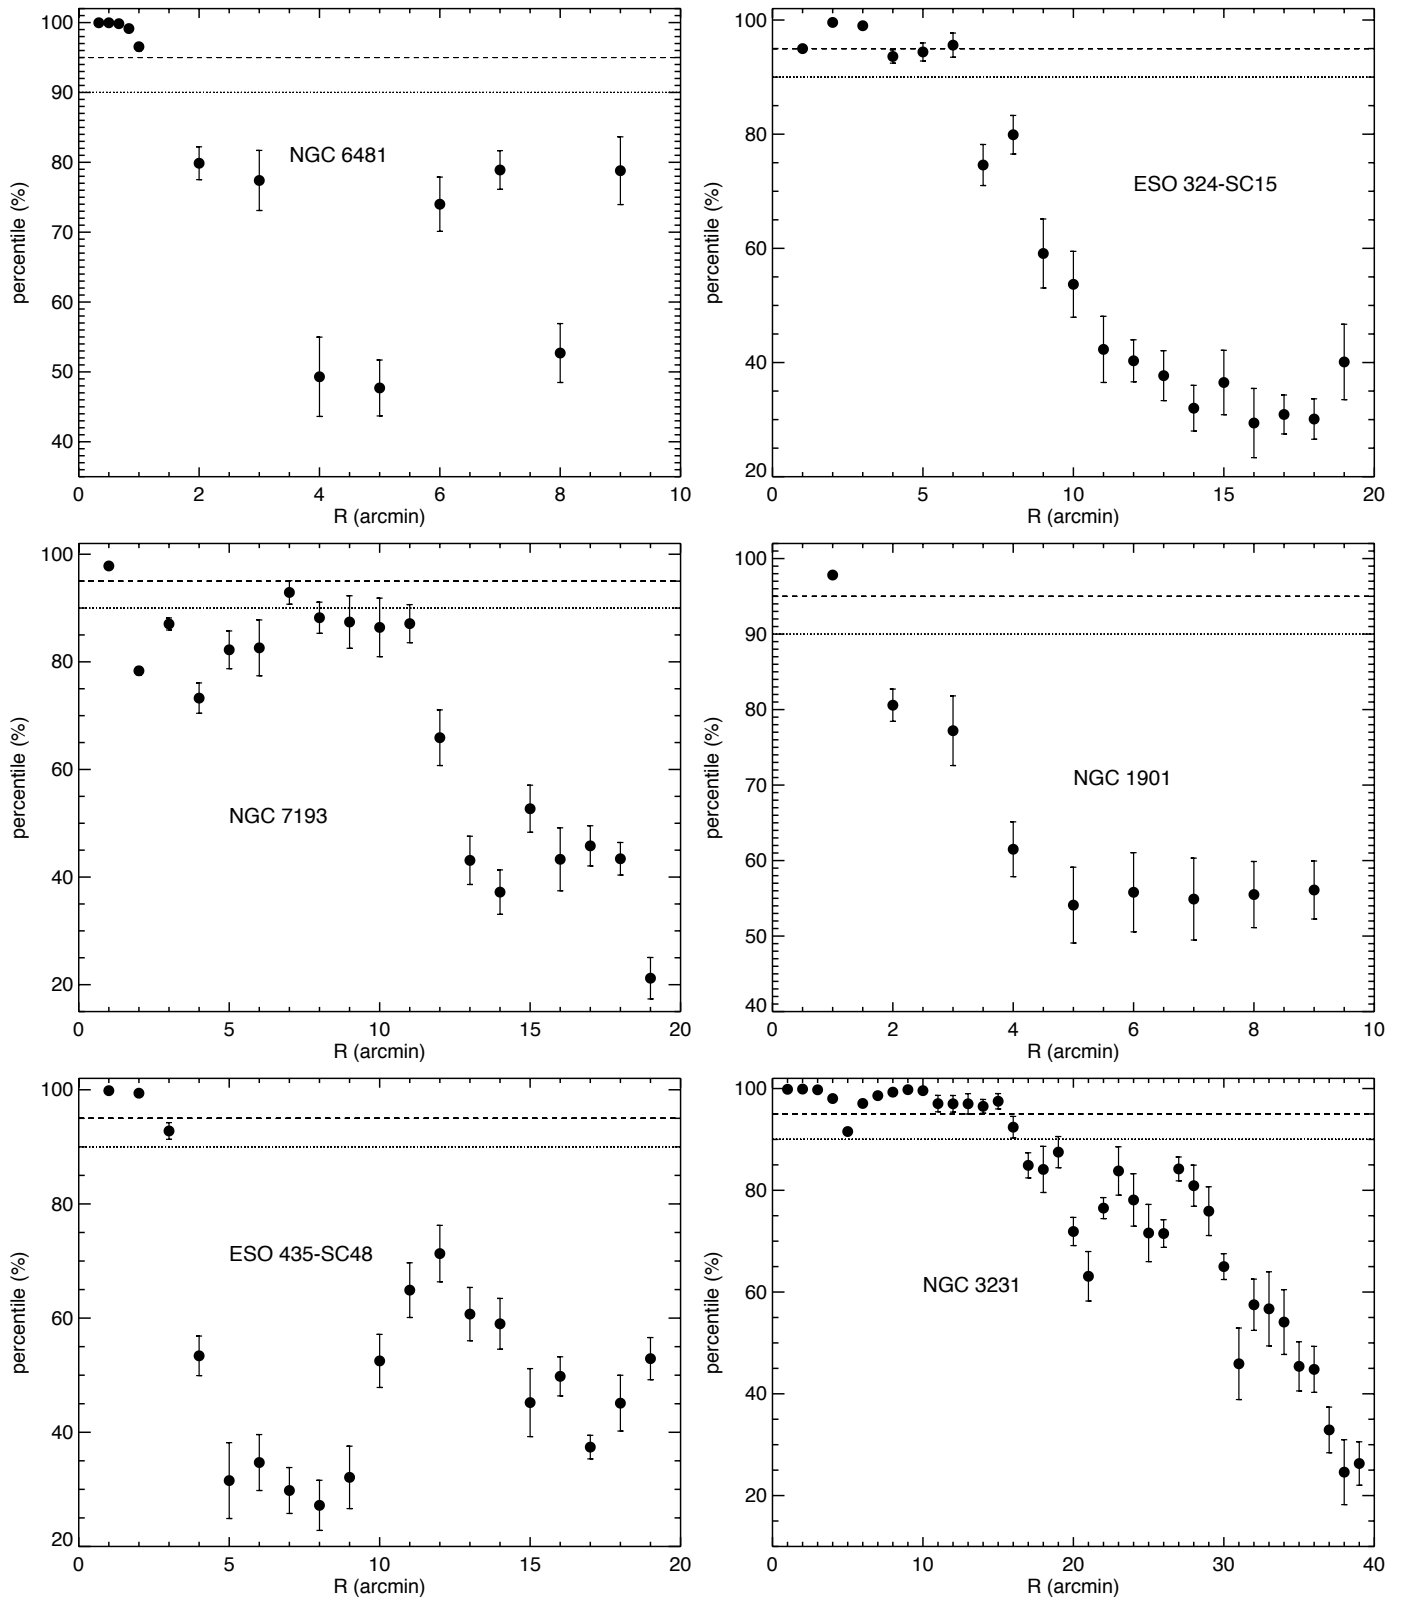 100
90
80
70
60
50
40
percentile (%)
NGC 6481
0 2 4 6 8 10
R (arcmin)
100
80
60
40
20
percentile (%)
ESO 324-SC15
0 5 10 15 20
R (arcmin)
100
80
60
40
20
percentile (%)
NGC 7193
0 5 10 15 20
R (arcmin)
100
90
80
70
60
50
40
percentile (%)
NGC 1901
0 2 4 6 8 10
R (arcmin)
100
80
60
40
20
percentile (%)
ESO 435-SC48
0 5 10 15 20
R (arcmin)
100
80
60
40
20
percentile (%)
NGC 3231
0 10 20 30 40
R (arcmin)